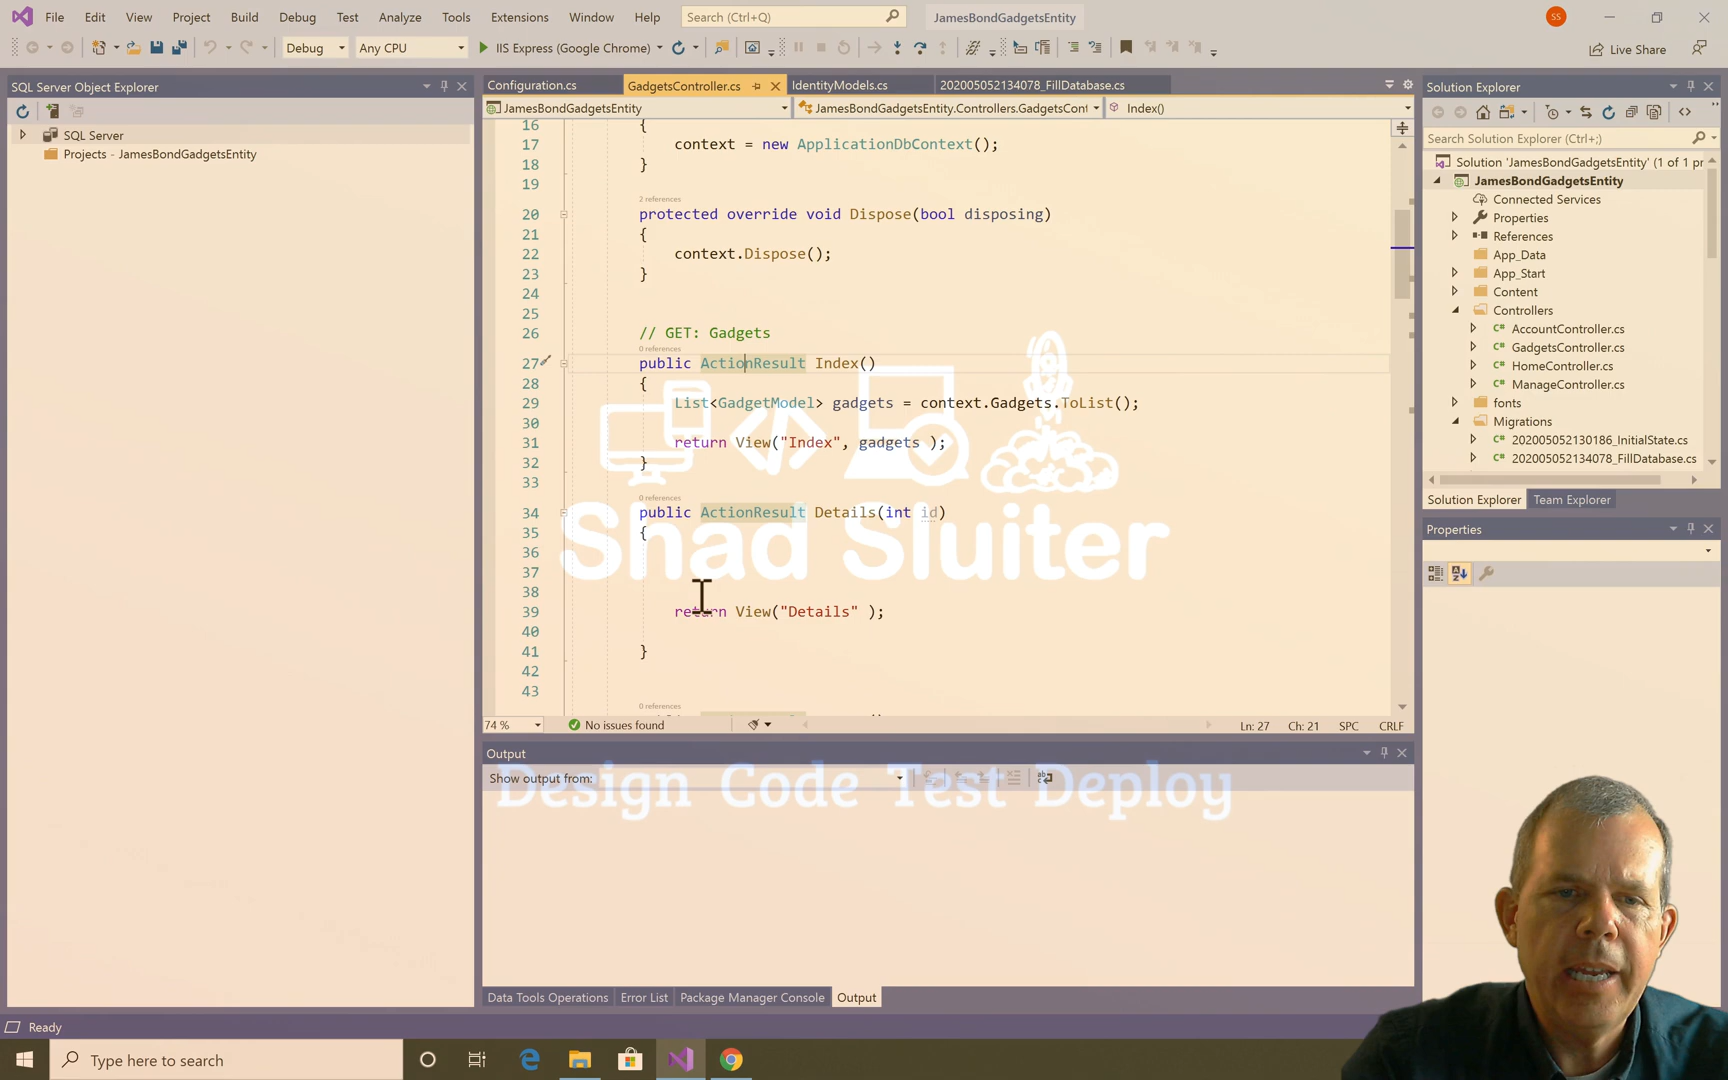 File Edit View Project Build Debug Test Analyze Tools Extensions Window Help Search (Ctrl+Q) JamesBondGadgetsEntity SS
Debug Any CPU IIS Express (Google Chrome) Live Share
SQL Server Object Explorer
SQL Server
Projects - JamesBondGadgetsEntity
Configuration.cs GadgetsController.cs IdentityModels.cs 202005052134078_FillDatabase.cs
JamesBondGadgetsEntity JamesBondGadgetsEntity.Controllers.GadgetsCont Index()
16 {
17 context = new ApplicationDbContext();
18 }
19
2 references
20 protected override void Dispose(bool disposing)
21 {
22 context.Dispose();
23 }
24
25
26 // GET: Gadgets
0 references
27 public ActionResult Index()
28 {
29 List<GadgetModel> gadgets = context.Gadgets.ToList();
30
31 return View("Index", gadgets );
32 }
33
0 references
34 public ActionResult Details(int id)
35 {
36
37
38
39 return View("Details" );
40
41 }
42
43
0 references
74 % No issues found Ln: 27 Ch: 21 SPC CRLF
Shad Sluiter
Design Code Test Deploy
Output
Show output from:
Data Tools Operations Error List Package Manager Console Output
Solution Explorer
Search Solution Explorer (Ctrl+;)
Solution 'JamesBondGadgetsEntity' (1 of 1 pr
JamesBondGadgetsEntity
Connected Services
Properties
References
App_Data
App_Start
Content
Controllers
C# AccountController.cs
C# GadgetsController.cs
C# HomeController.cs
C# ManageController.cs
fonts
Migrations
C# 202005052130186_InitialState.cs
C# 202005052134078_FillDatabase.cs
Solution Explorer Team Explorer
Properties
Ready
Type here to search